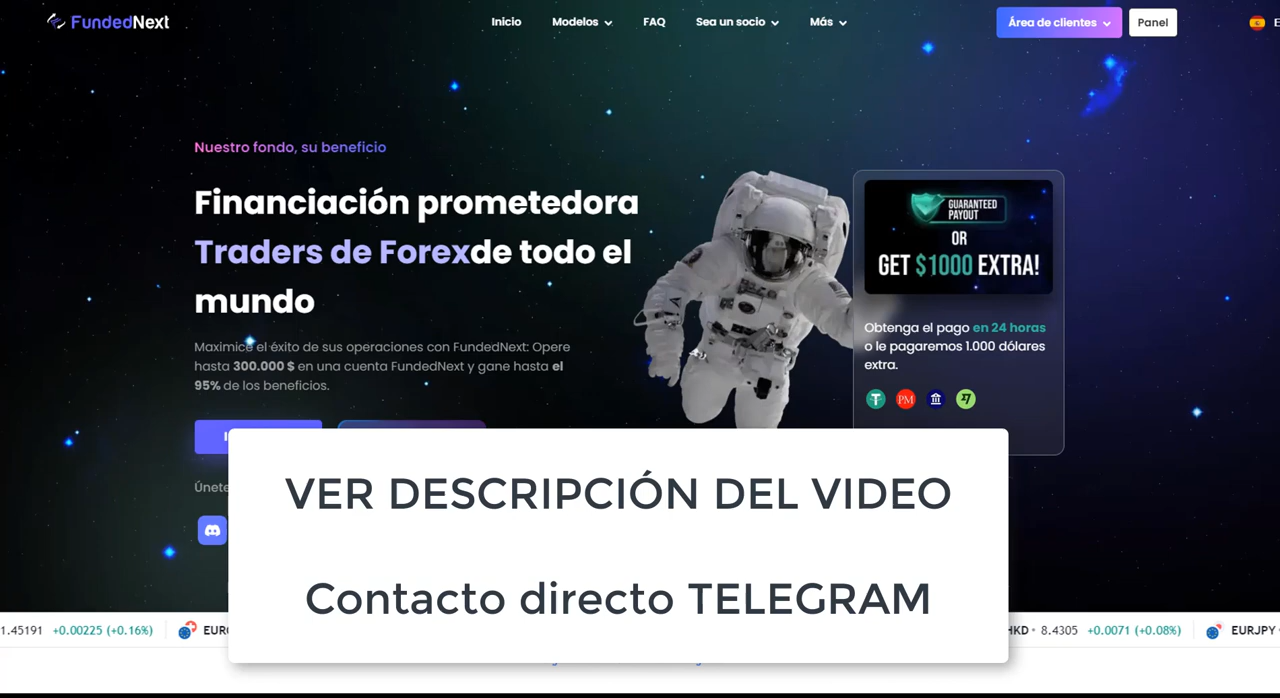 FundedNext
Inicio
Modelos
FAQ
Sea un socio
Más
Área de clientes
Panel
Nuestro fondo, su beneficio
Financiación prometedora
Traders de Forexde todo el
mundo
Maximice el éxito de sus operaciones con FundedNext: Opere
hasta 300.000 $ en una cuenta FundedNext y gane hasta el
95% de los beneficios.
GUARANTEED
PAYOUT
OR
GET $1000 EXTRA!
Obtenga el pago en 24 horas
o le pagaremos 1.000 dólares
extra.
PM
Únete
VER DESCRIPCIÓN DEL VIDEO
Contacto directo TELEGRAM
1.45191 +0.00225 (+0.16%)
HKD • 8.4305 +0.0071 (+0.08%)
EURJPY